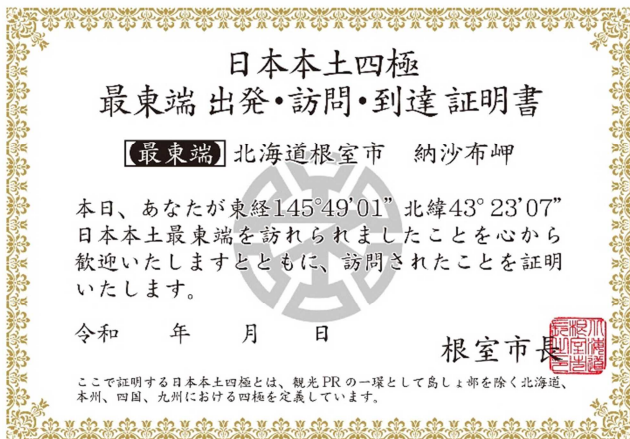 日本本土四極
最東端 出発・訪問・到達 証明書
最東端 北海道根室市 納沙布岬
本日、あなたが東経145°49’01” 北緯43°23’07”
日本本土最東端を訪れられましたことを心から
歓迎いたしますとともに、訪問されたことを証明
いたします。
令和 年 月 日
根室市長
ここで証明する日本本土四極とは、観光PRの一環として島しょ部を除く北海道、
本州、四国、九州における四極を定義しています。